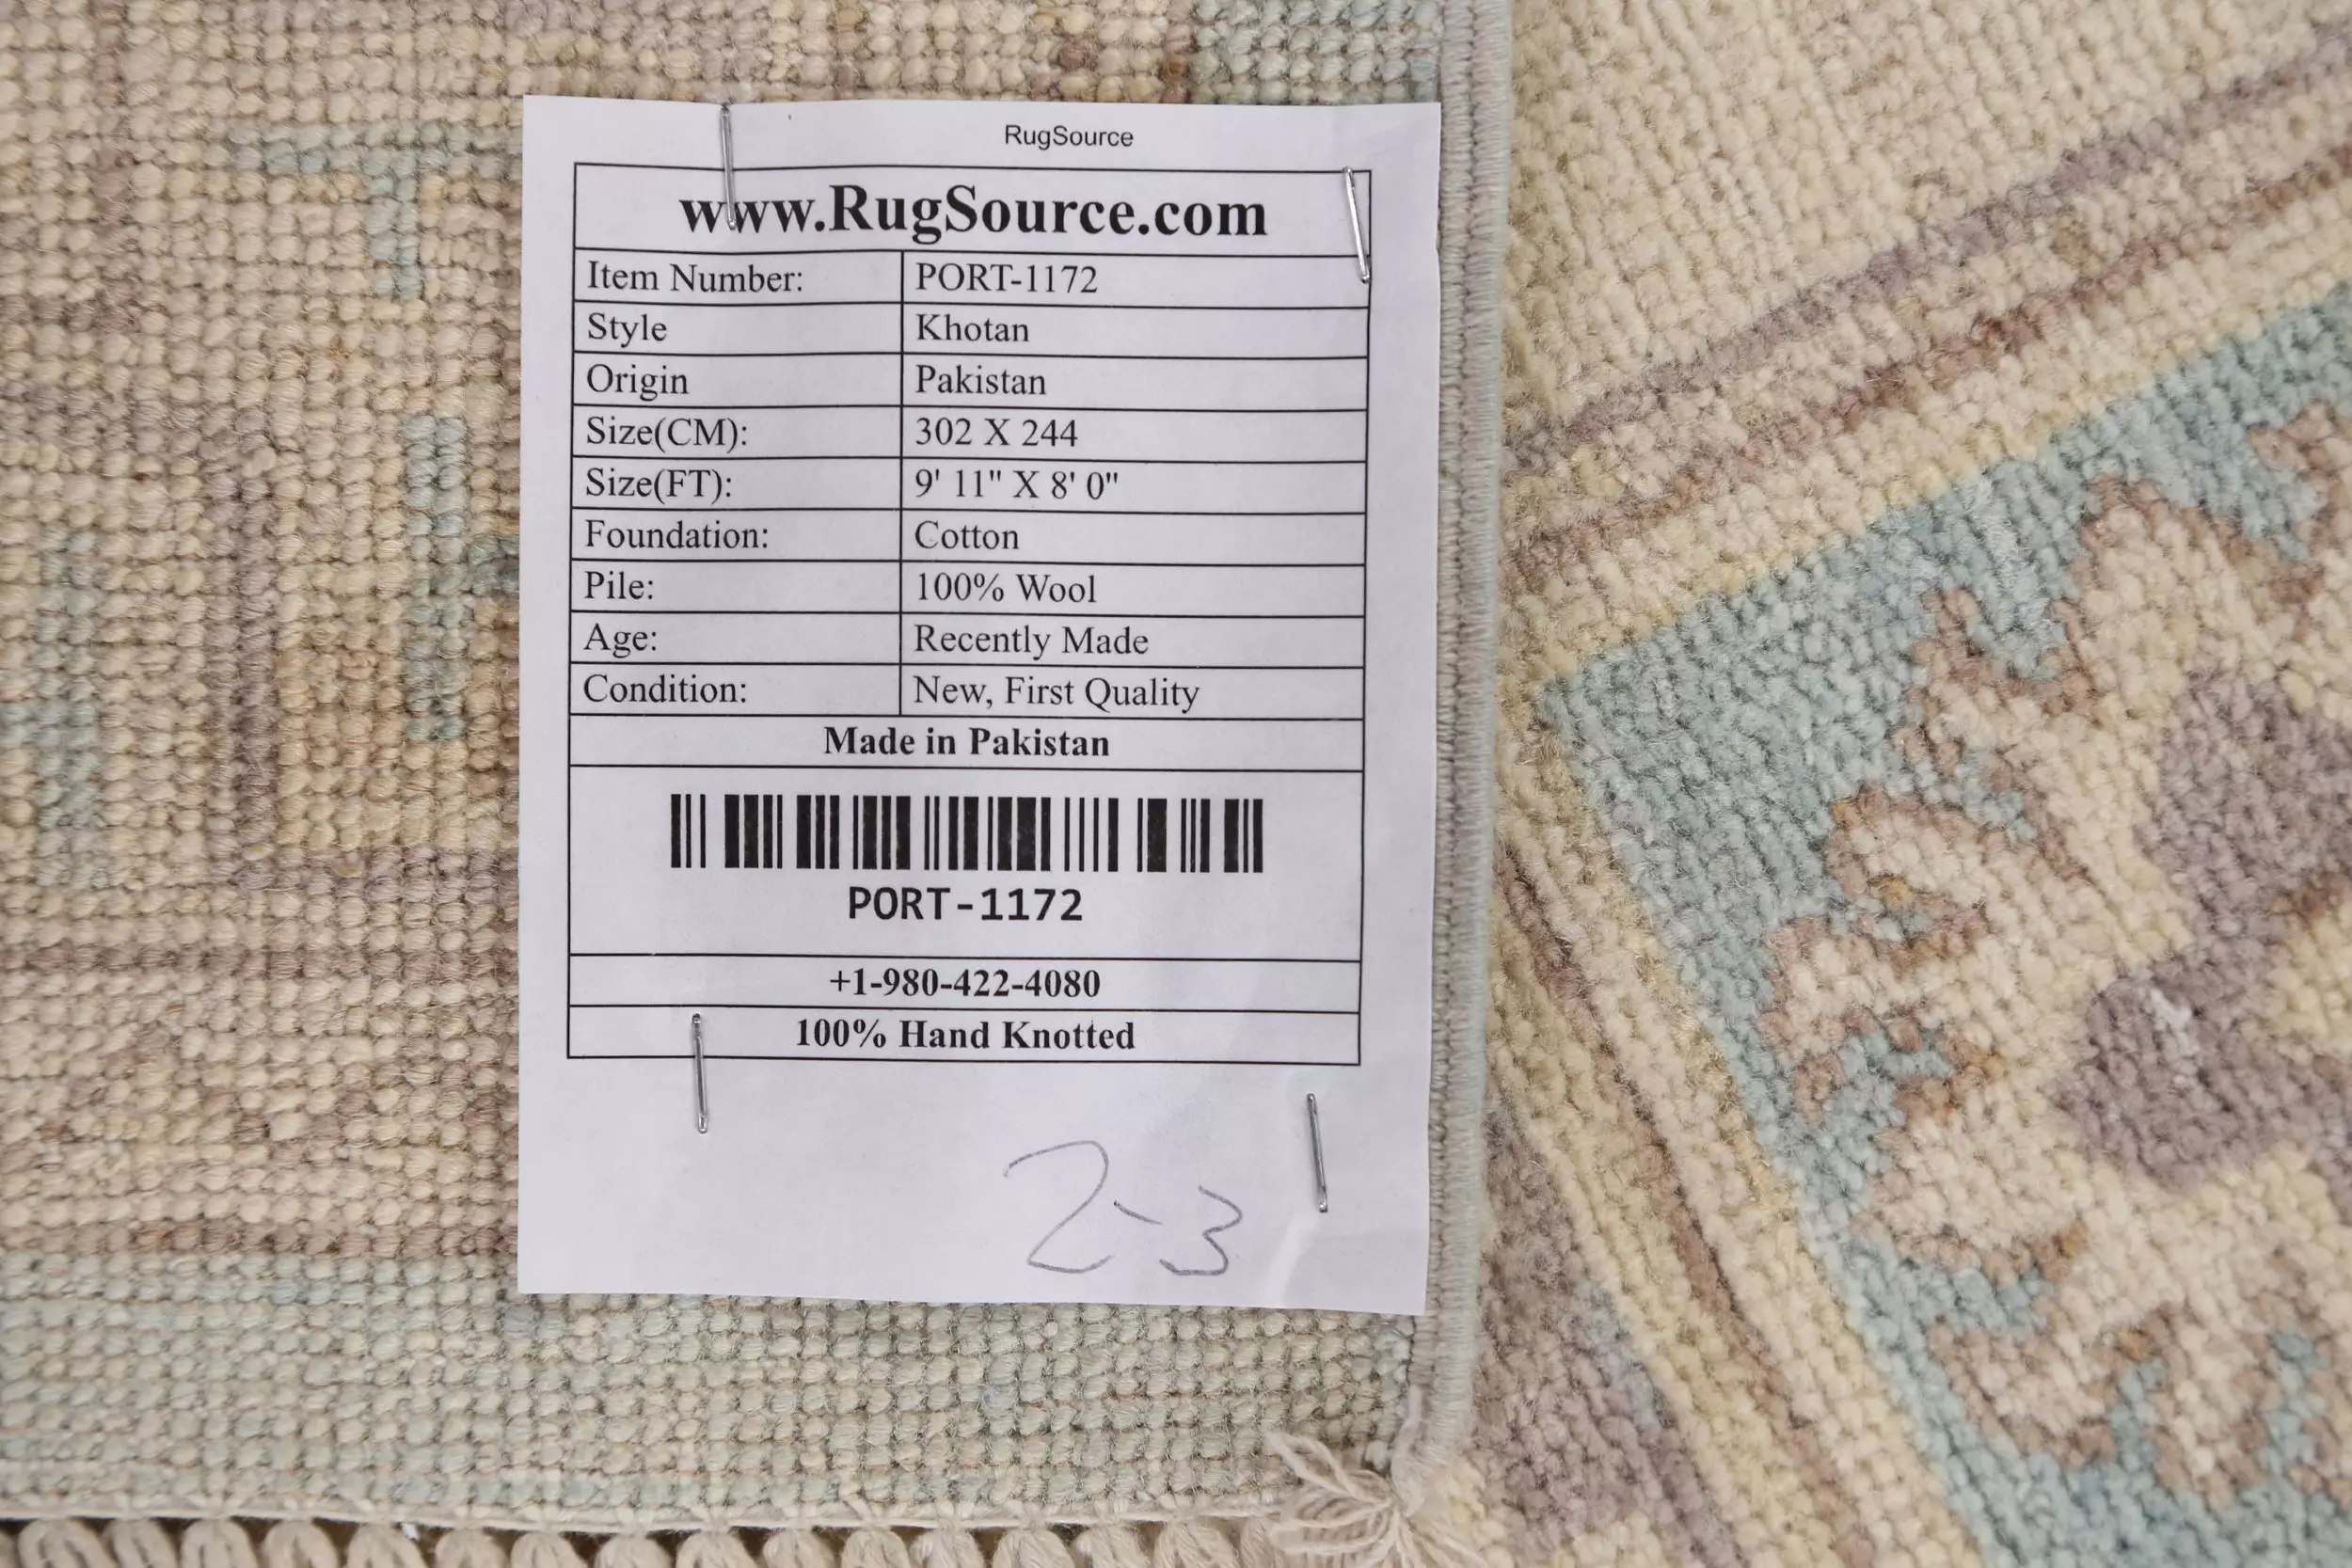 RugSource
www.RugSource.com
Item Number: PORT-1172
Style Khotan
Origin Pakistan
Size(CM): 302 X 244
Size(FT): 9' 11" X 8' 0"
Foundation: Cotton
Pile: 100% Wool
Age: Recently Made
Condition: New, First Quality
Made in Pakistan
PORT-1172
+1-980-422-4080
100% Hand Knotted
2-3